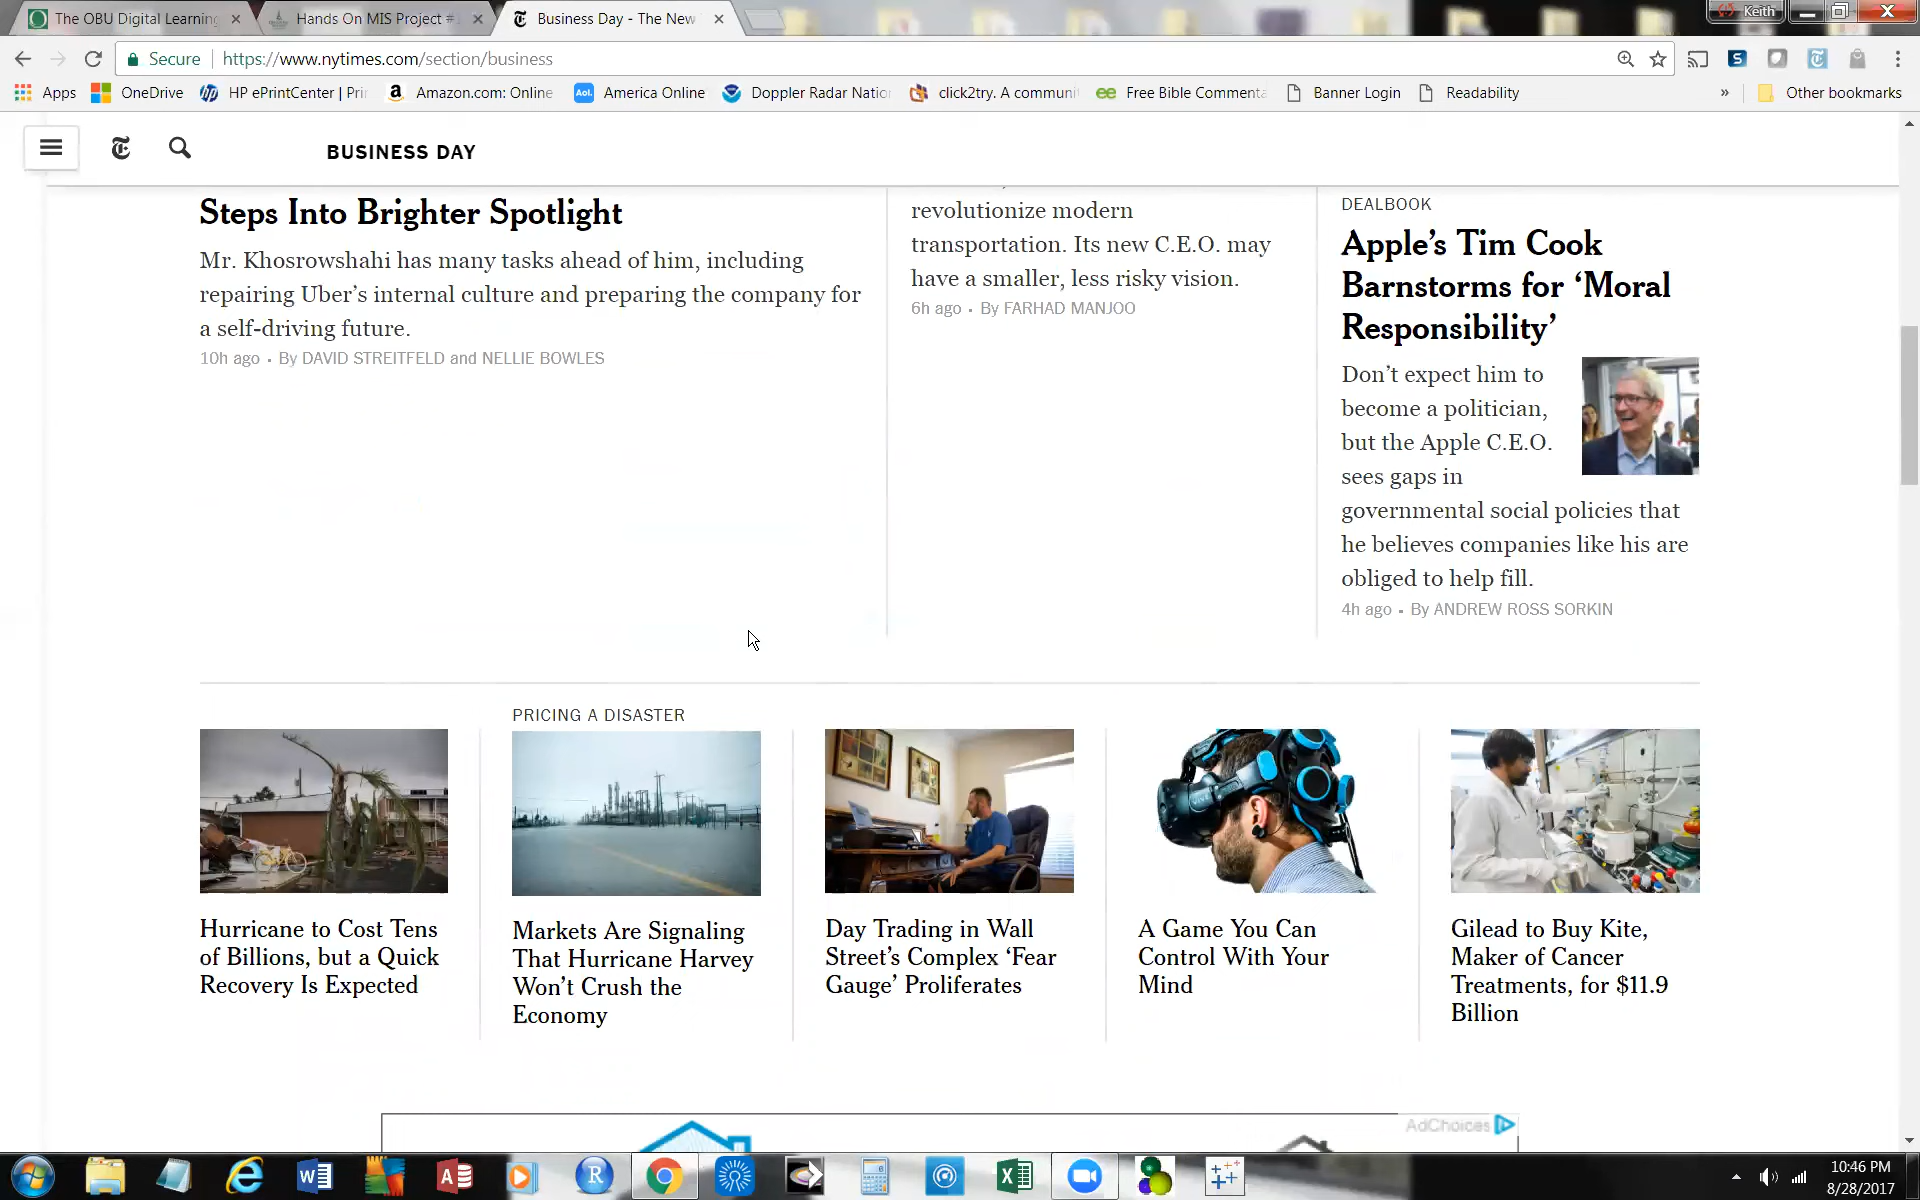 The OBU Digital Learning
Hands On MIS Project #
Business Day - The New
Keith
Secure
https://www.nytimes.com/section/business
Apps
OneDrive
HP ePrintCenter | Pri
Amazon.com: Online
Aol.
America Online
Doppler Radar Natio
click2try. A communi
Free Bible Commenta
Banner Login
Readability
»
Other bookmarks
BUSINESS DAY
Steps Into Brighter Spotlight
Mr. Khosrowshahi has many tasks ahead of him, including
repairing Uber’s internal culture and preparing the company for
a self-driving future.
10h ago • By DAVID STREITFELD and NELLIE BOWLES
revolutionize modern
transportation. Its new C.E.O. may
have a smaller, less risky vision.
6h ago • By FARHAD MANJOO
DEALBOOK
Apple’s Tim Cook
Barnstorms for ‘Moral
Responsibility’
Don’t expect him to
become a politician,
but the Apple C.E.O.
sees gaps in
governmental social policies that
he believes companies like his are
obliged to help fill.
4h ago • By ANDREW ROSS SORKIN
Hurricane to Cost Tens
of Billions, but a Quick
Recovery Is Expected
PRICING A DISASTER
Markets Are Signaling
That Hurricane Harvey
Won’t Crush the
Economy
Day Trading in Wall
Street’s Complex ‘Fear
Gauge’ Proliferates
A Game You Can
Control With Your
Mind
Gilead to Buy Kite,
Maker of Cancer
Treatments, for $11.9
Billion
AdChoices
10:46 PM
8/28/2017